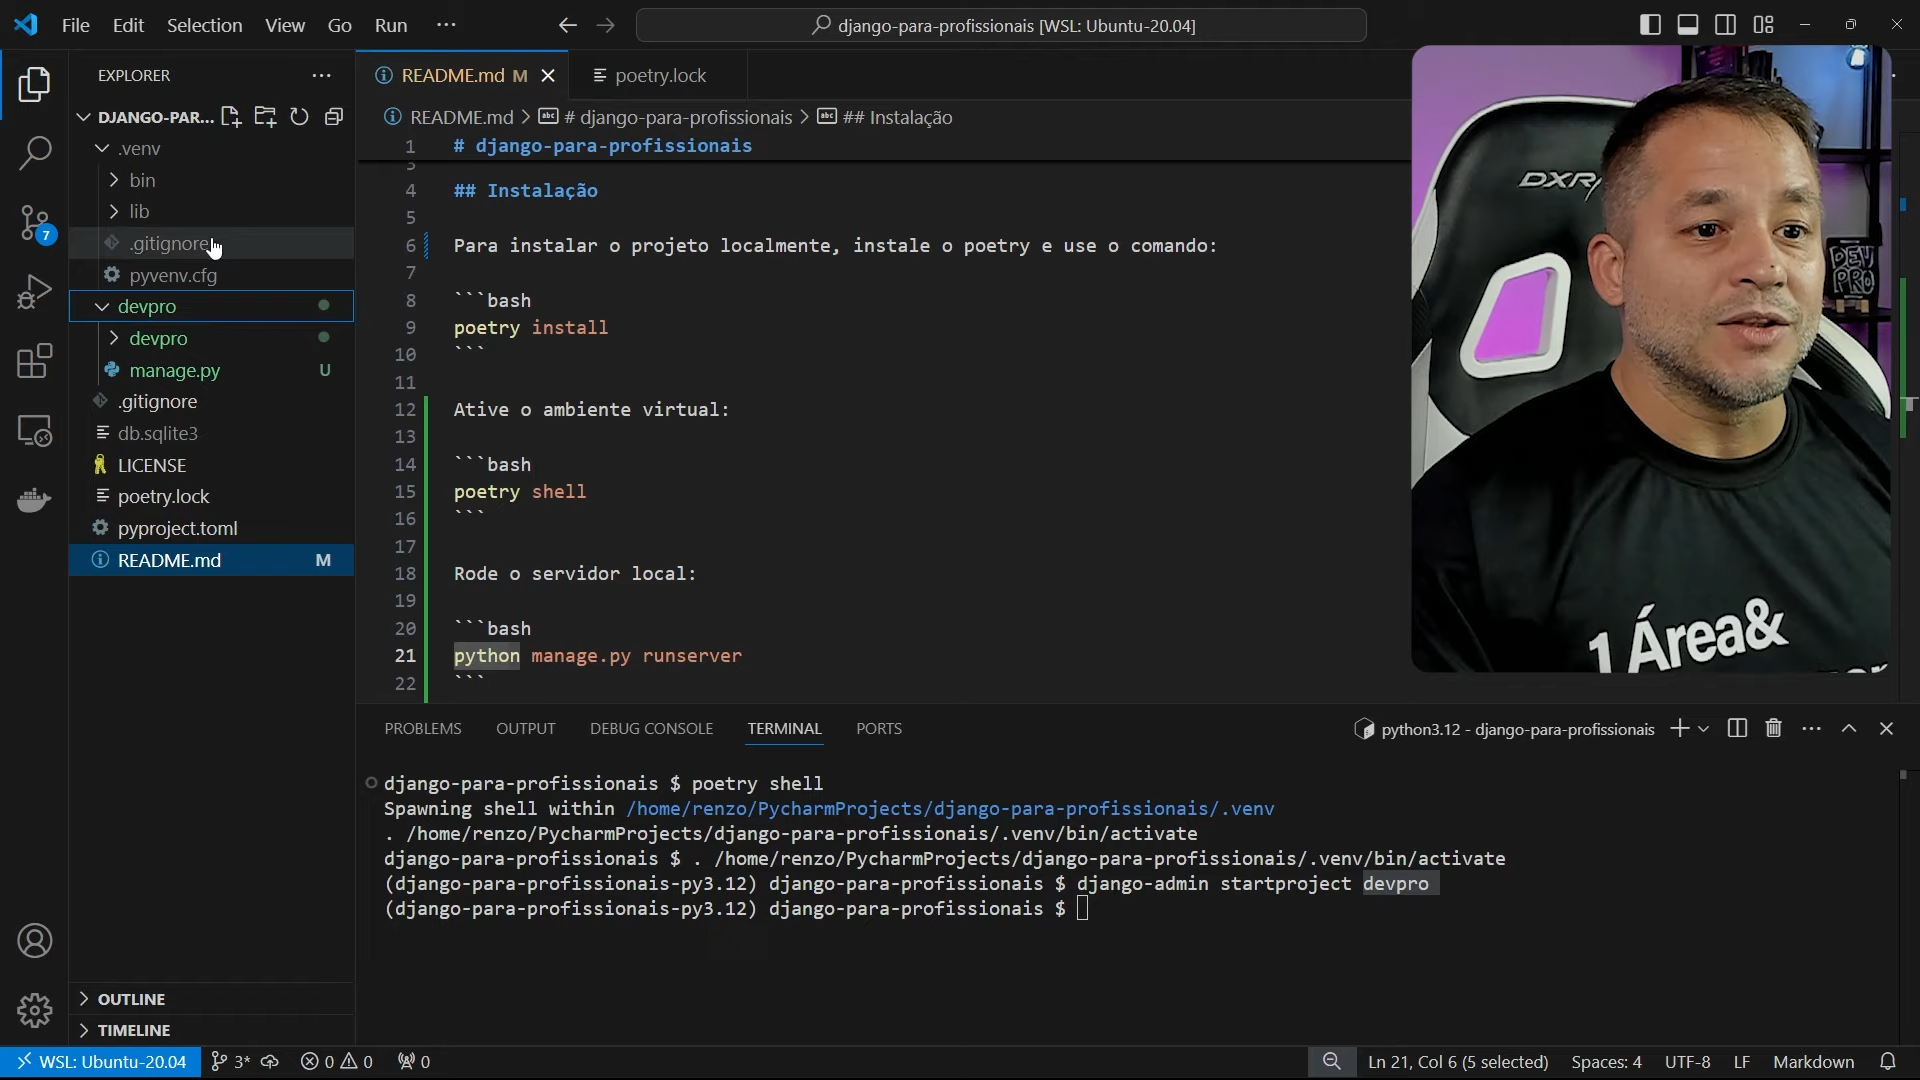 File Edit Selection View Go Run ···
django-para-profissionais [WSL: Ubuntu-20.04]
EXPLORER
DJANGO-PAR...
.venv
bin
lib
.gitignore
pyvenv.cfg
devpro
devpro
manage.py U
.gitignore
db.sqlite3
LICENSE
poetry.lock
pyproject.toml
README.md M
OUTLINE
TIMELINE
7
README.md M
poetry.lock
README.md > # django-para-profissionais > ## Instalação
1 # django-para-profissionais
3
4 ## Instalação
5
6 Para instalar o projeto localmente, instale o poetry e use o comando:
7
8 ```bash
9 poetry install
10 ```
11
12 Ative o ambiente virtual:
13
14 ```bash
15 poetry shell
16 ```
17
18 Rode o servidor local:
19
20 ```bash
21 python manage.py runserver
22 ```
DXR
DEV
PRO
1 Área&
PROBLEMS OUTPUT DEBUG CONSOLE TERMINAL PORTS
python3.12 - django-para-profissionais
django-para-profissionais $ poetry shell
Spawning shell within /home/renzo/PycharmProjects/django-para-profissionais/.venv
. /home/renzo/PycharmProjects/django-para-profissionais/.venv/bin/activate
django-para-profissionais $ . /home/renzo/PycharmProjects/django-para-profissionais/.venv/bin/activate
(django-para-profissionais-py3.12) django-para-profissionais $ django-admin startproject devpro
(django-para-profissionais-py3.12) django-para-profissionais $
WSL: Ubuntu-20.04 3* 0 0 0
Ln 21, Col 6 (5 selected) Spaces: 4 UTF-8 LF Markdown